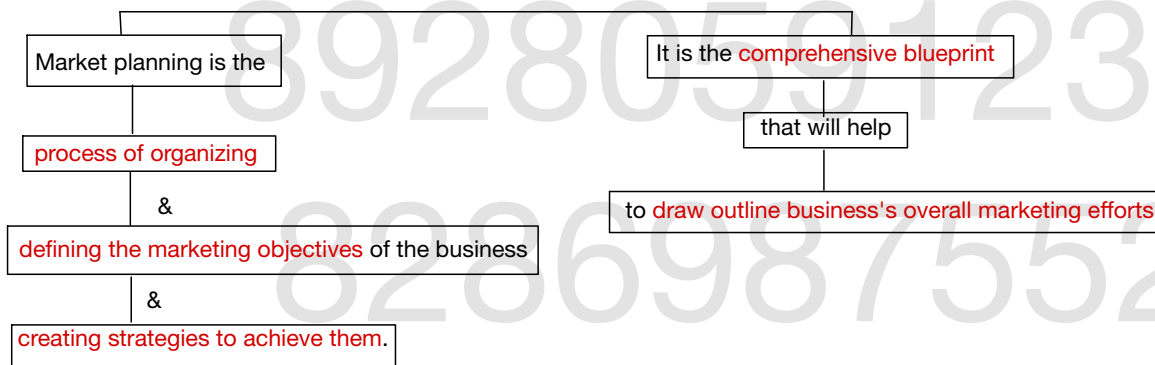 8928059123
8286987552
Market planning is the
process of organizing
&
defining the marketing objectives of the business
&
creating strategies to achieve them.
It is the comprehensive blueprint
that will help
to draw outline business's overall marketing efforts